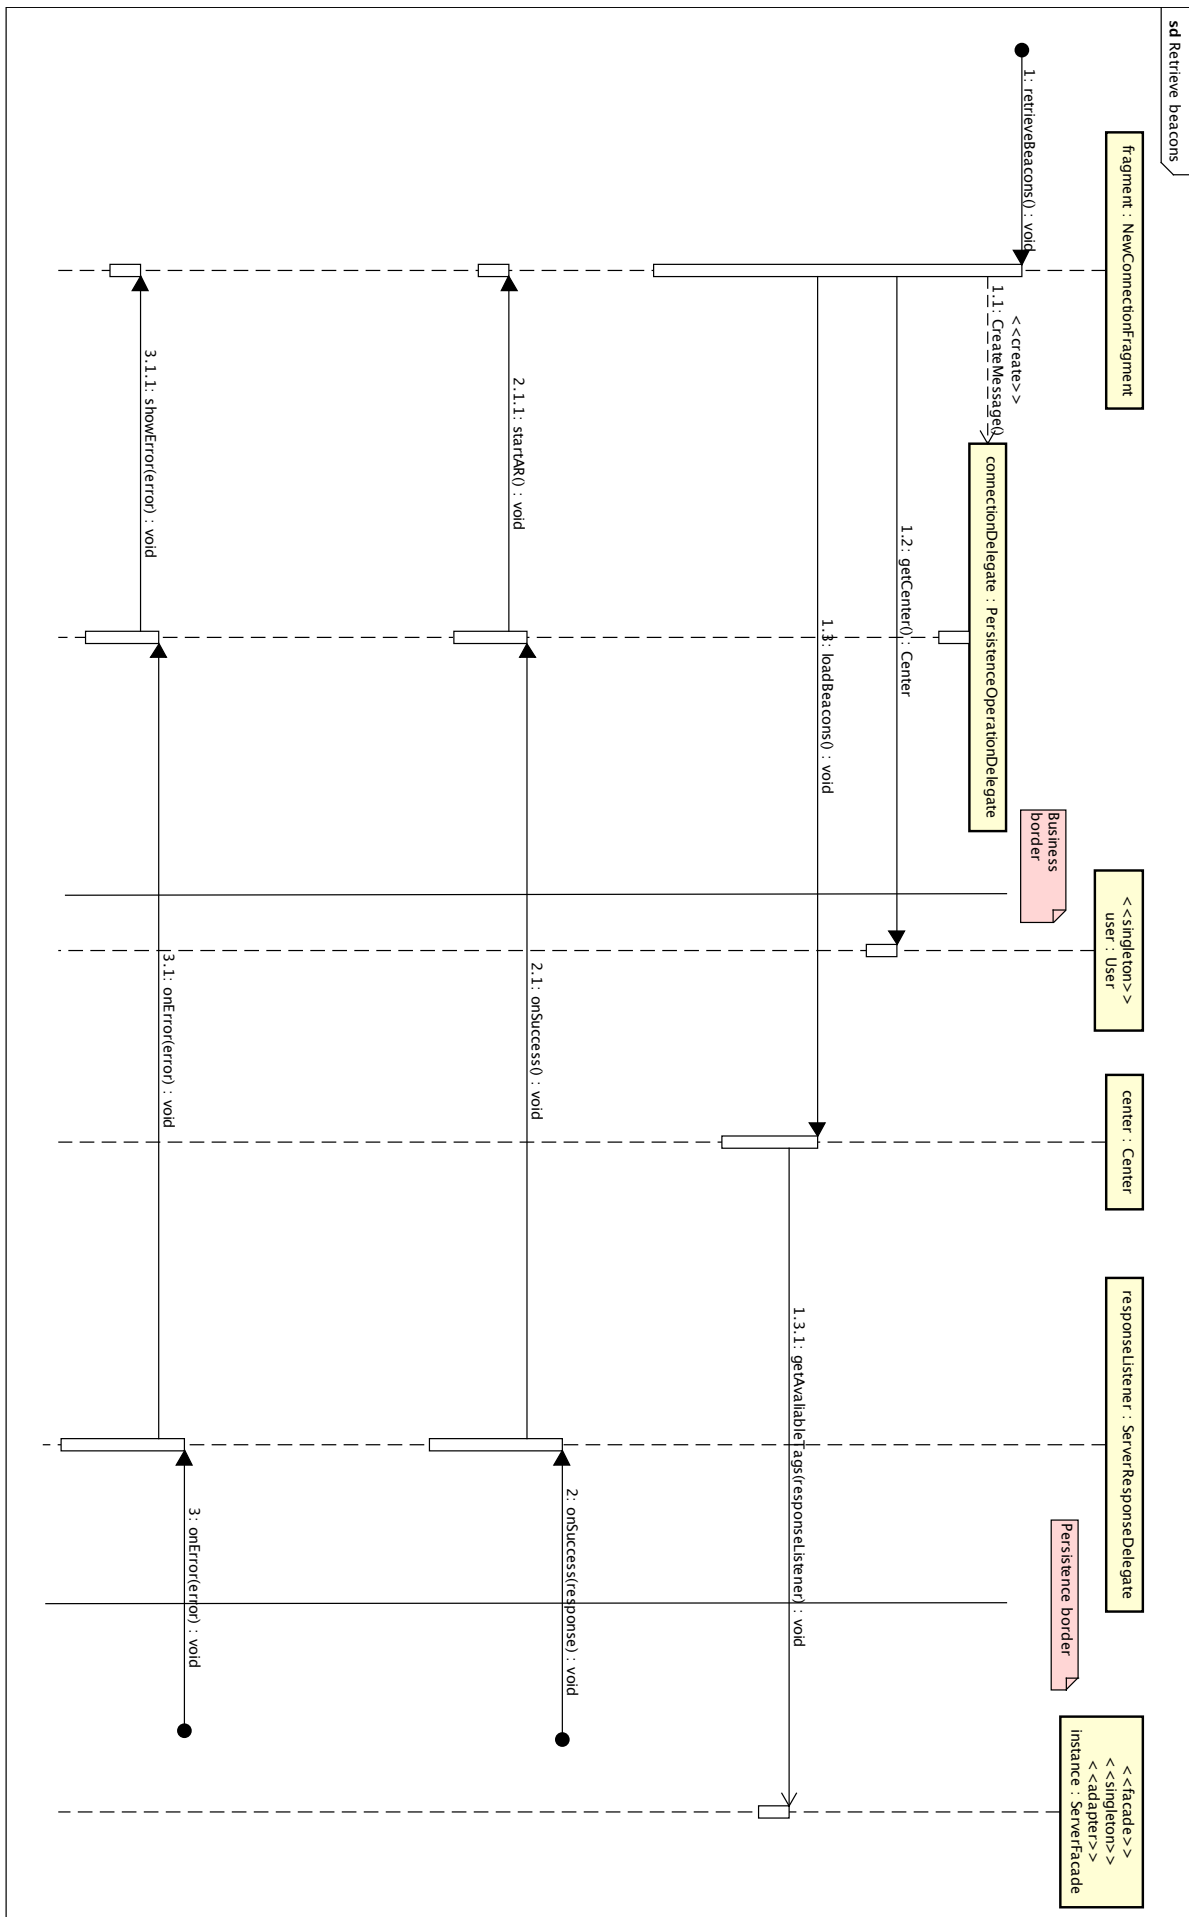 sd Retrieve beacons
fragment : NewConnectionFragment
connectionDelegate : PersistenceOperationDelegate
Business
border
<<singleton>>
user : User
center : Center
responseListener : ServerResponseDelegate
Persistence border
<<facade>>
<<singleton>>
<<adapter>>
instance : ServerFacade
1: retrieveBeacons() : void
<<create>>
1.1: CreateMessage()
1.2: getCenter() : Center
1.3: loadBeacons() : void
1.3.1: getAvaliableTags(responseListener) : void
2: onSuccess(response) : void
2.1: onSuccess() : void
2.1.1: startAR() : void
3: onError(error) : void
3.1: onError(error) : void
3.1.1: showError(error) : void